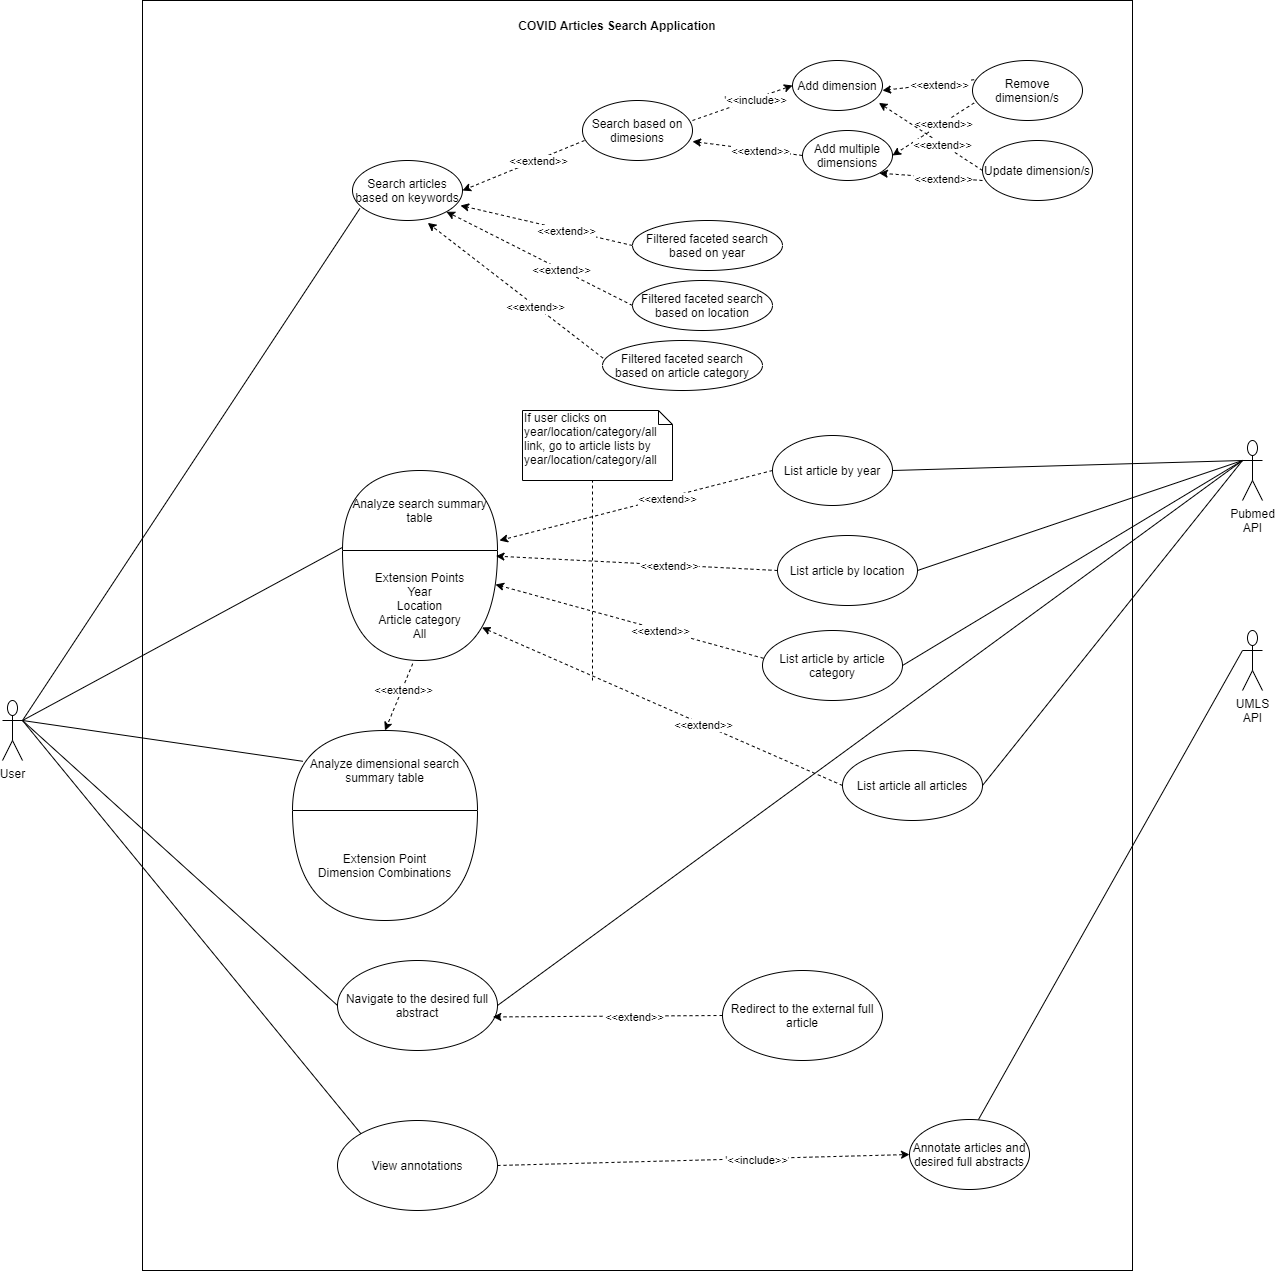 COVID Articles Search Application
Add dimension
<<extend>>
Remove
dimension/s
'<<include>>
Search based on
dimesions
<<extend>>
<<extend>>
Add multiple
dimensions
<<extend>>
<<extend>>
Update dimension/s
<<extend>>
<<extend>>
Search articles
based on keywords
<<extend>>
Filtered faceted search
based on year
<<extend>>
Filtered faceted search
based on location
<<extend>>
Filtered faceted search
based on article category
If user clicks on
year/location/category/all
link, go to article lists by
year/location/category/all
List article by year
<<extend>>
Analyze search summary
table
Extension Points
Year
Location
Article category
All
<<extend>>
List article by location
<<extend>>
List article by article
category
<<extend>>
<<extend>>
List article all articles
Pubmed
API
UMLS
API
User
Analyze dimensional search
summary table
Extension Point
Dimension Combinations
Navigate to the desired full
abstract
<<extend>>
Redirect to the external full
article
View annotations
'<<include>>
Annotate articles and
desired full abstracts